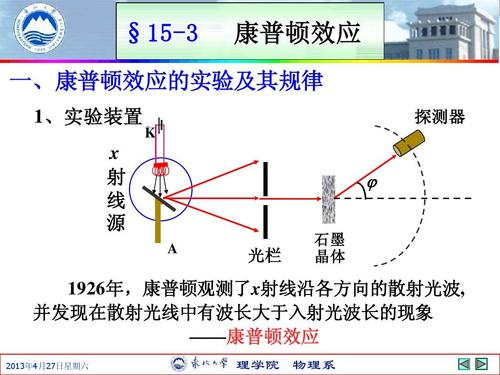 §15-3 康普顿效应
一、康普顿效应的实验及其规律
1、实验装置
K
探测器
x
射
线
源
φ
A
光栏
石墨
晶体
1926年，康普顿观测了x射线沿各方向的散射光波,
并发现在散射光线中有波长大于入射光波长的现象
——康普顿效应
2013年4月27日星期六
东北大学 理学院 物理系